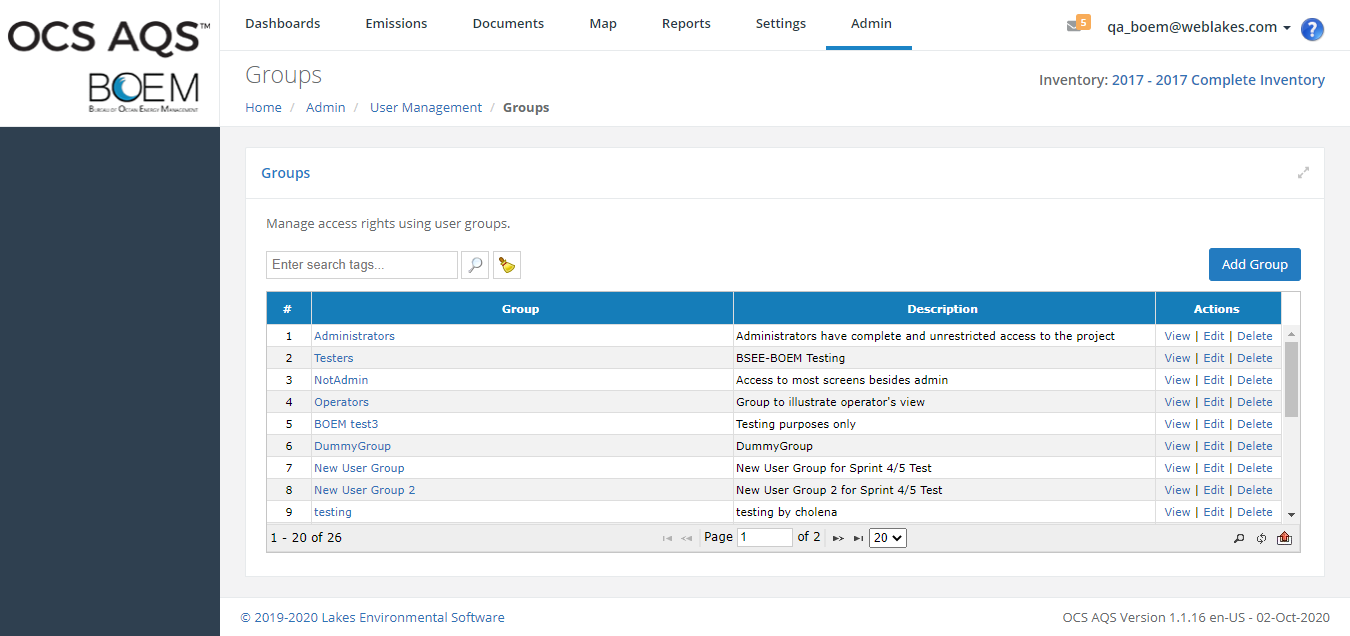 OCS AQS™
BOEM
BUREAU OF OCEAN ENERGY MANAGEMENT
Dashboards Emissions Documents Map Reports Settings Admin
5 qa_boem@weblakes.com ?
Groups
Inventory: 2017 - 2017 Complete Inventory
Home / Admin / User Management / Groups
Groups
Manage access rights using user groups.
Enter search tags...
Add Group
# Group Description Actions
1 Administrators Administrators have complete and unrestricted access to the project View | Edit | Delete
2 Testers BSEE-BOEM Testing View | Edit | Delete
3 NotAdmin Access to most screens besides admin View | Edit | Delete
4 Operators Group to illustrate operator's view View | Edit | Delete
5 BOEM test3 Testing purposes only View | Edit | Delete
6 DummyGroup DummyGroup View | Edit | Delete
7 New User Group New User Group for Sprint 4/5 Test View | Edit | Delete
8 New User Group 2 New User Group 2 for Sprint 4/5 Test View | Edit | Delete
9 testing testing by cholena View | Edit | Delete
1 - 20 of 26 Page 1 of 2 20
© 2019-2020 Lakes Environmental Software
OCS AQS Version 1.1.16 en-US - 02-Oct-2020